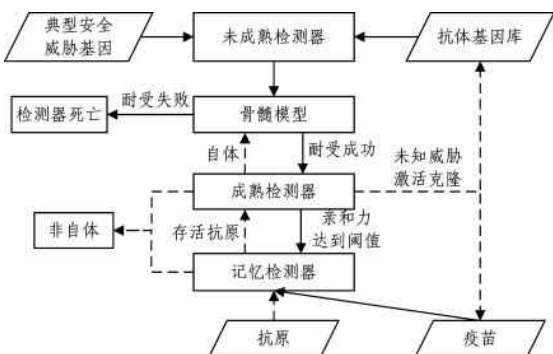 典型安全
威胁基因
未成熟检测器
抗体基因库
耐受失败
检测器死亡
骨髓模型
自体
耐受成功
未知威胁
激活克隆
成熟检测器
非自体
存活抗原
亲和力
达到阈值
记忆检测器
抗原
疫苗